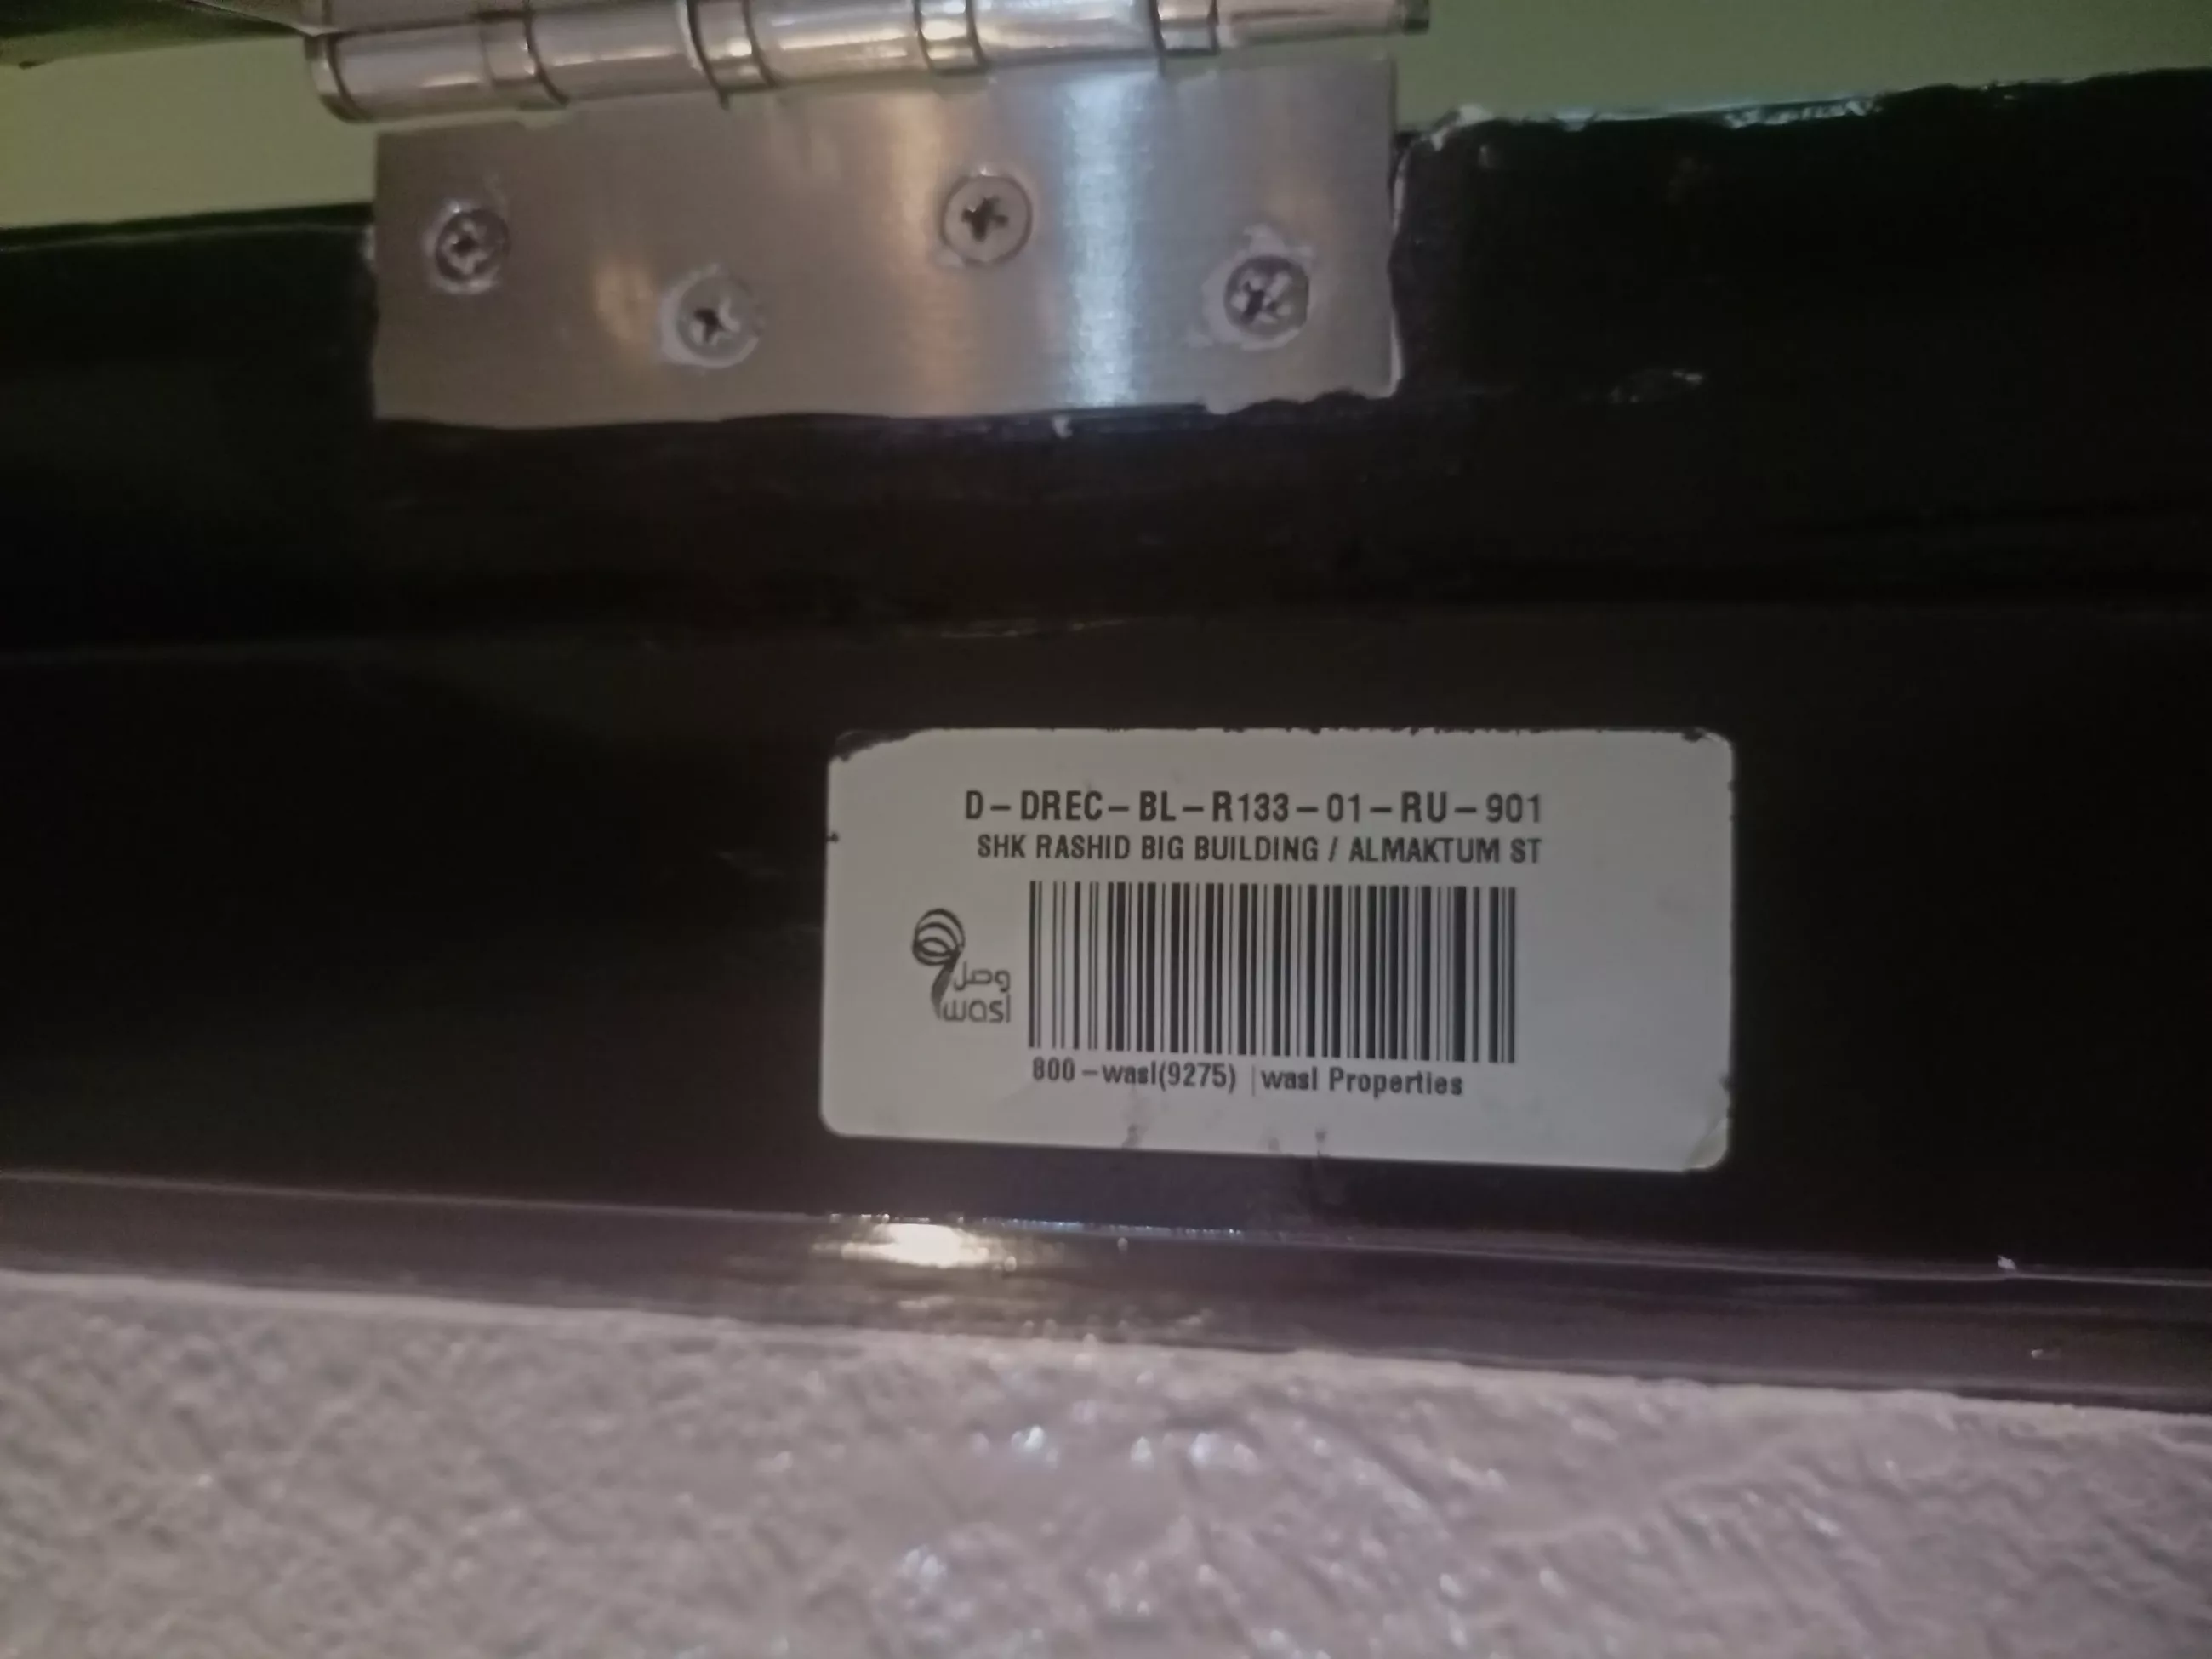 D-DREC-BL-R133-01-RU-901
SHK RASHID BIG BUILDING / ALMAKTUM ST
وصل
wasl
800-wasl(9275) | wasl Properties